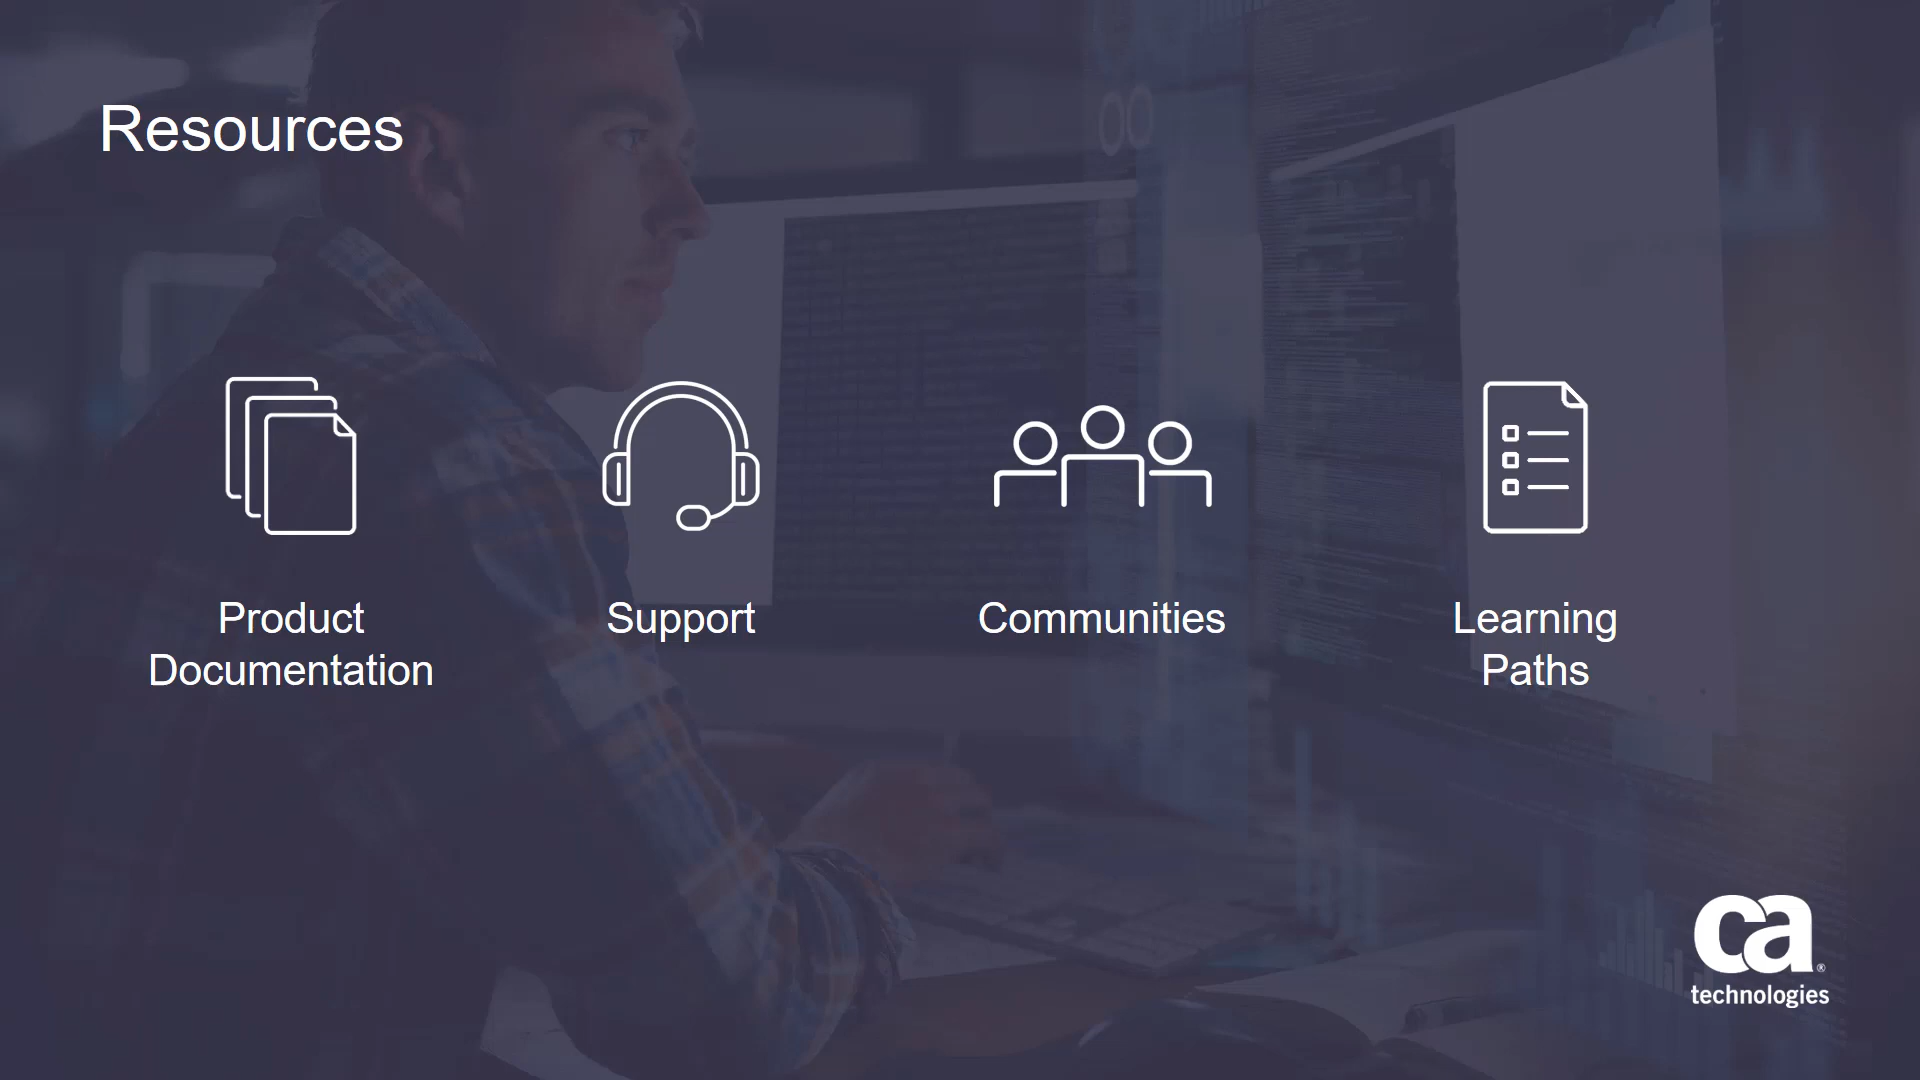 Resources
Product
Documentation
Support
Communities
Learning
Paths
ca®
technologies